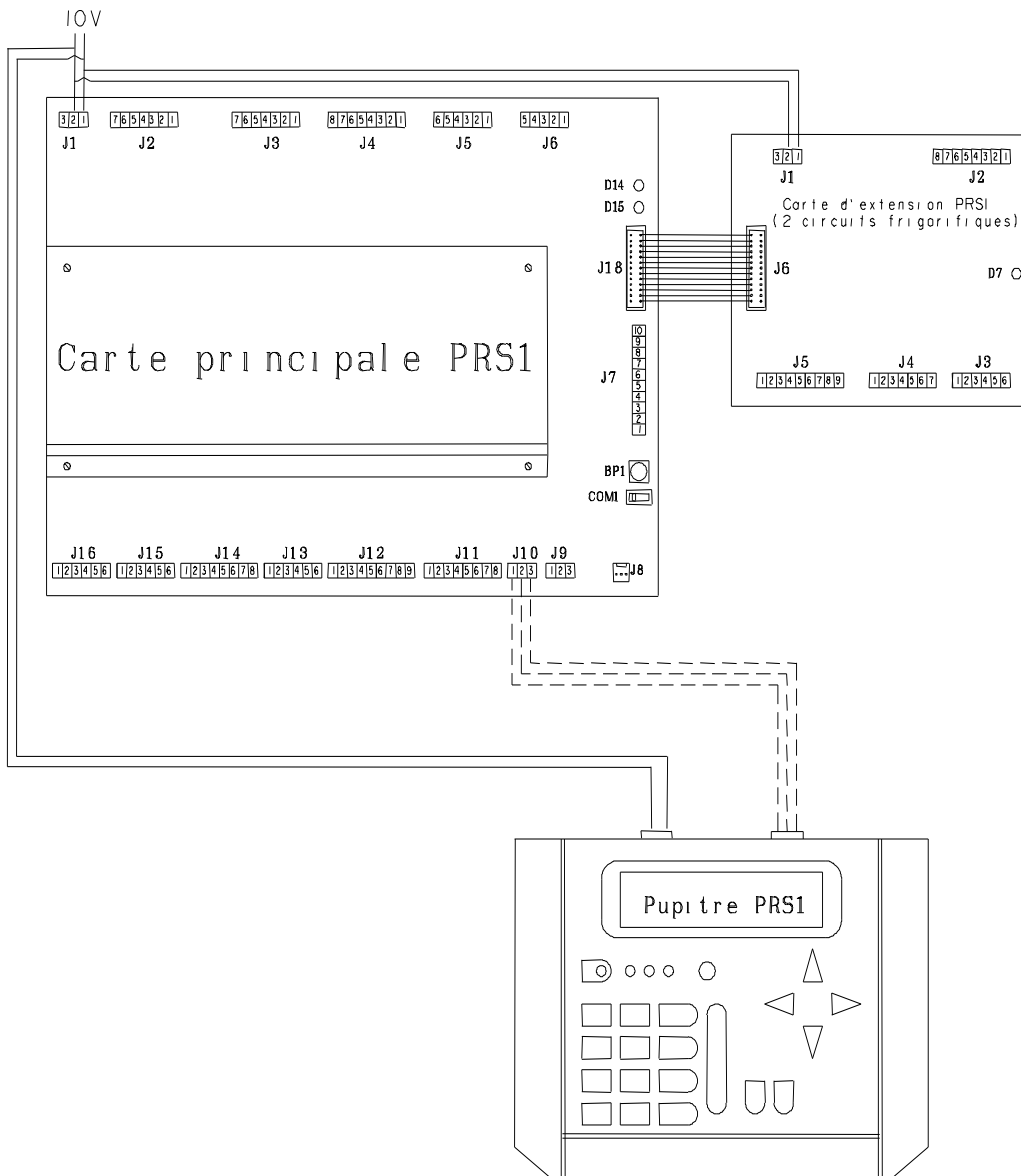 10V
3 2 1
7 6 5 4 3 2 1
7 6 5 4 3 2 1
8 7 6 5 4 3 2 1
6 5 4 3 2 1
5 4 3 2 1
J1
J2
J3
J4
J5
J6
3 2 1
8 7 6 5 4 3 2 1
J1
J2
D14
D15
Carte d'extension PRS1
(2 circuits frigorifiques)
J18
J6
D7
Carte principale PRS1
10
9
8
7
6
5
4
3
2
1
J7
J5
J4
J3
1 2 3 4 5 6 7 8 9
1 2 3 4 5 6 7
1 2 3 4 5 6
BP1
COM1
J16
J15
J14
J13
J12
J11
J10
J9
1 2 3 4 5 6
1 2 3 4 5 6
1 2 3 4 5 6 7 8
1 2 3 4 5 6
1 2 3 4 5 6 7 8 9
1 2 3 4 5 6 7 8
1 2 3
1 2 3
J8
Pupitre PRS1